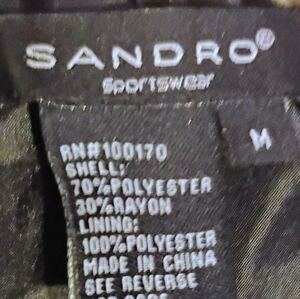 SANDRO®
Sportswear
M
RN#100170
SHELL:
70%POLYESTER
30%RAYON
LINING:
100%POLYESTER
MADE IN CHINA
SEE REVERSE